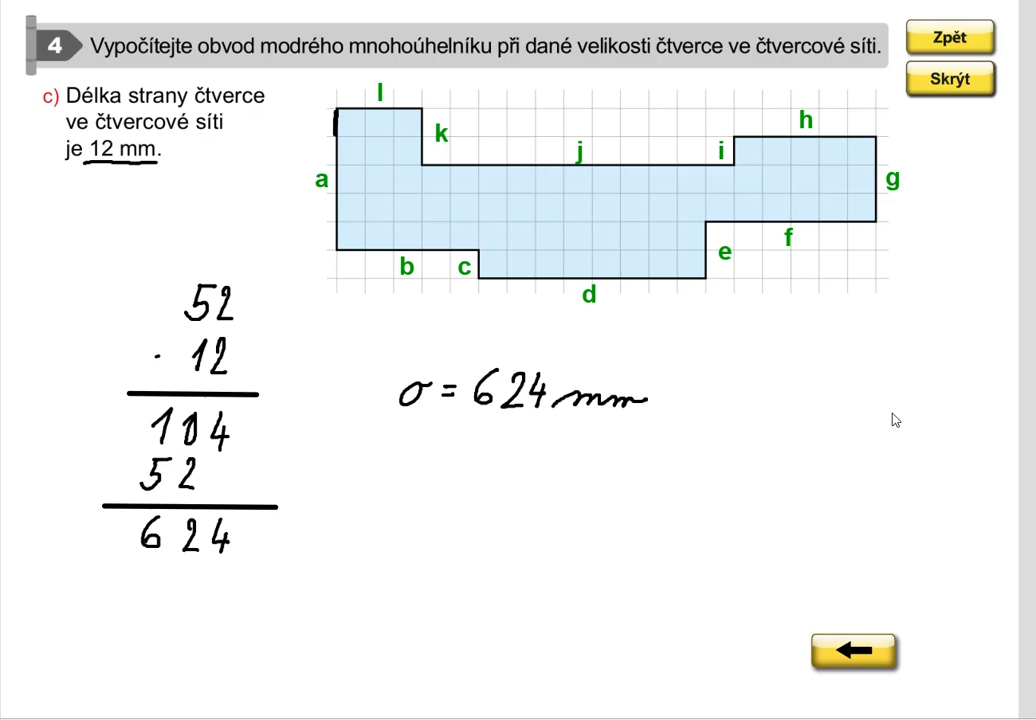 4 Vypočítejte obvod modrého mnohoúhelníku při dané velikosti čtverce ve čtvercové síti.
Zpět
Skrýt
c) Délka strany čtverce
ve čtvercové síti
je 12 mm.
l
k
h
j
i
a
g
b
c
e
f
d
52
· 12
104
52
624
σ = 624 mm